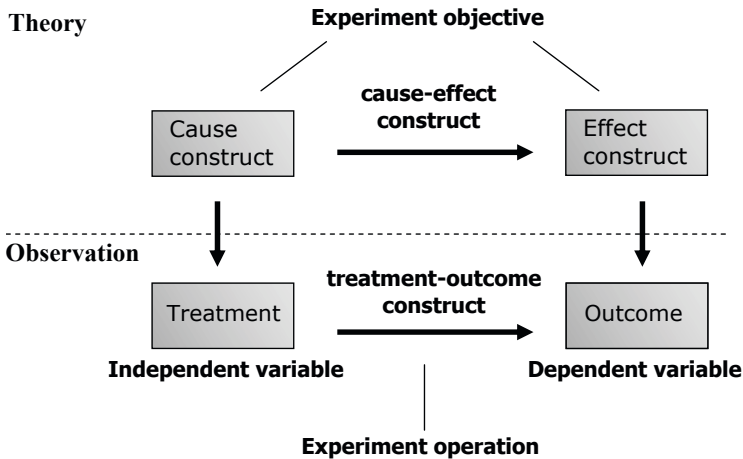 Theory
Experiment objective
cause-effect
construct
Cause
construct
Effect
construct
Observation
treatment-outcome
construct
Treatment
Outcome
Independent variable
Dependent variable
Experiment operation